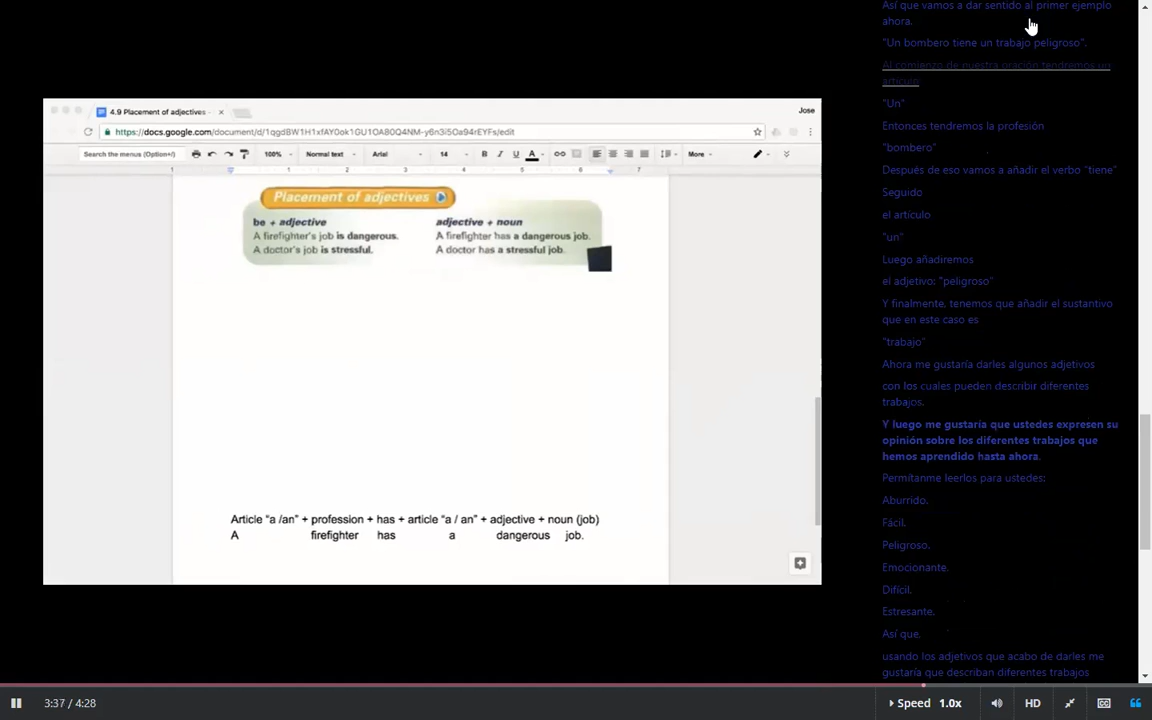 4.9 Placement of adjectives -
Jose
https://docs.google.com/document/d/1qgdBW1H1xfAY0ok1GU1OA80Q4NM-y6n3i5Oa94rEYFs/edit
Search the menus (Option+/)
100%
Normal text
Arial
14
B I U A
More
1 1 2 3 4 5 6 7
Placement of adjectives
be + adjective
A firefighter's job is dangerous.
A doctor's job is stressful.
adjective + noun
A firefighter has a dangerous job.
A doctor has a stressful job.
Article "a /an" + profession + has + article "a / an" + adjective + noun (job)
A firefighter has a dangerous job.
Así que vamos a dar sentido al primer ejemplo
ahora.
"Un bombero tiene un trabajo peligroso".
Al comienzo de nuestra oración tendremos un
artículo
"Un"
Entonces tendremos la profesión
"bombero"
Después de eso vamos a añadir el verbo "tiene"
Seguido
el artículo
"un"
Luego añadiremos
el adjetivo: "peligroso"
Y finalmente, tenemos que añadir el sustantivo
que en este caso es
"trabajo"
Ahora me gustaría darles algunos adjetivos
con los cuales pueden describir diferentes
trabajos.
Y luego me gustaría que ustedes expresen su
opinión sobre los diferentes trabajos que
hemos aprendido hasta ahora.
Permítanme leerlos para ustedes:
Aburrido.
Fácil.
Peligroso.
Emocionante.
Difícil.
Estresante.
Así que,
usando los adjetivos que acabo de darles me
gustaría que describan diferentes trabajos
3:37 / 4:28
Speed 1.0x
HD